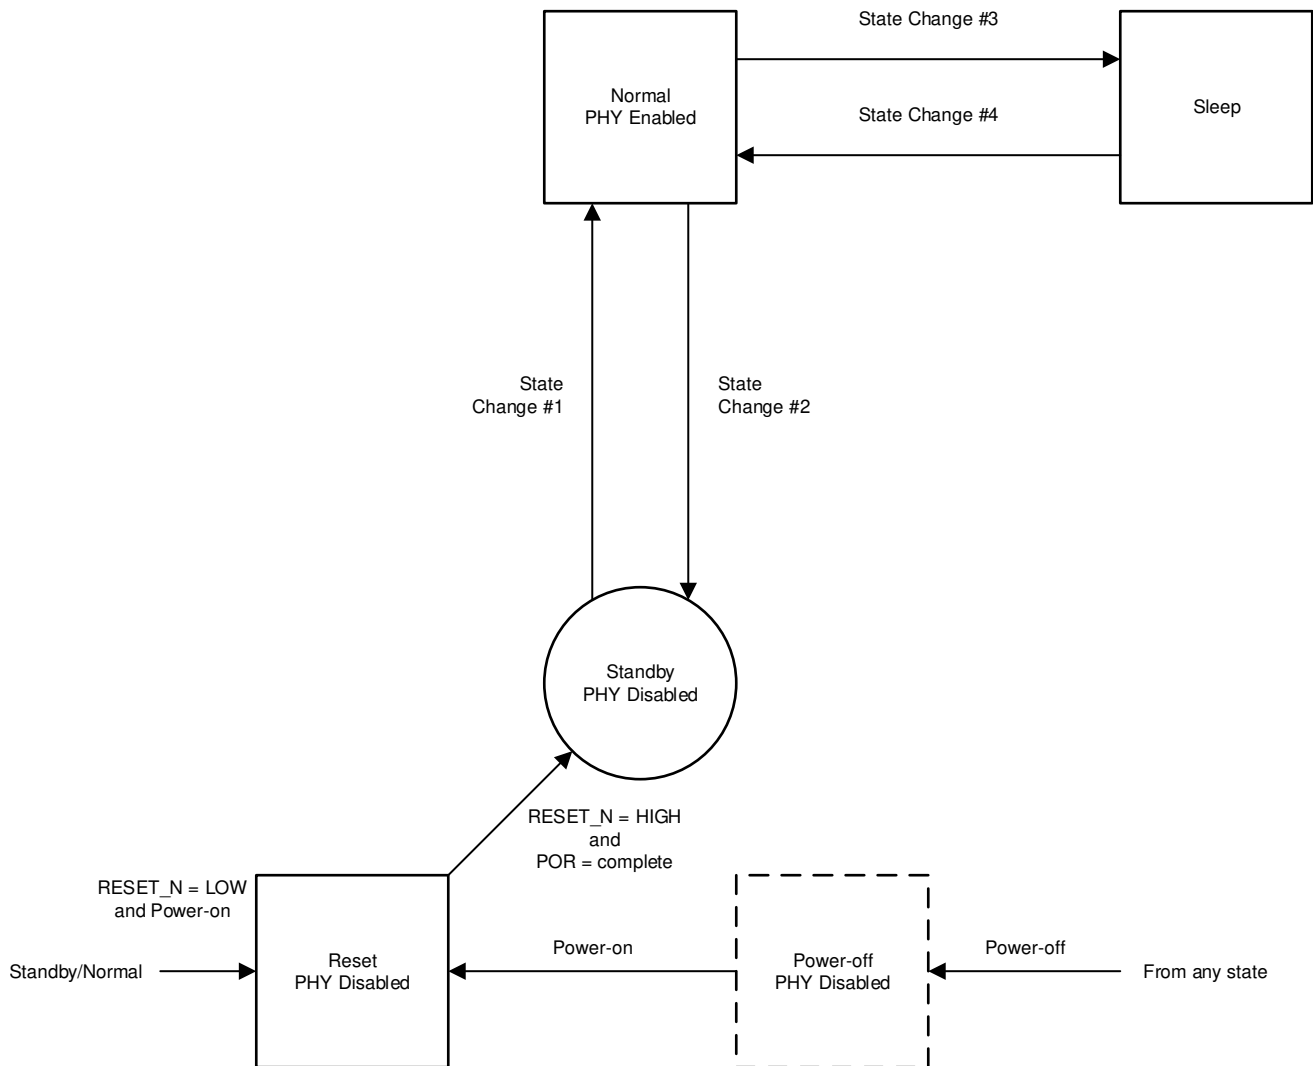 State Change #3
Normal
PHY Enabled
Sleep
State Change #4
State
Change #1
State
Change #2
Standby
PHY Disabled
RESET_N = HIGH
and
POR = complete
RESET_N = LOW
and Power-on
Standby/Normal
Reset
PHY Disabled
Power-on
Power-off
PHY Disabled
Power-off
From any state